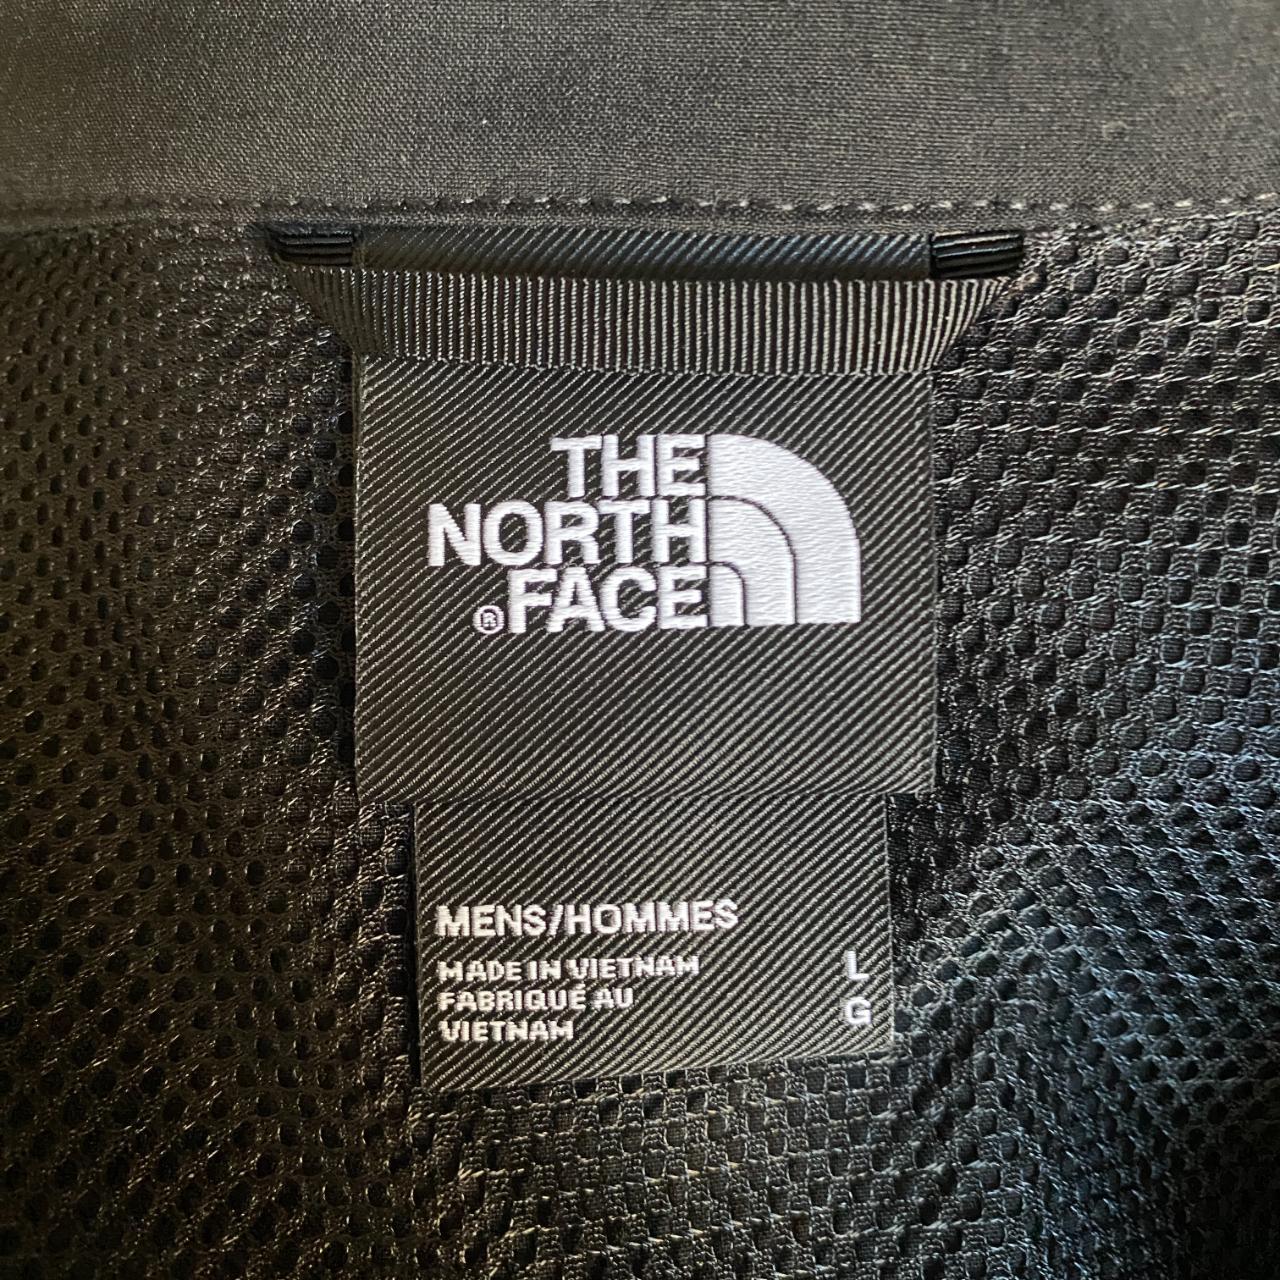 THE
NORTH
®FACE
MENS/HOMMES
MADE IN VIETNAM L
FABRIQUÉ AU G
VIETNAM